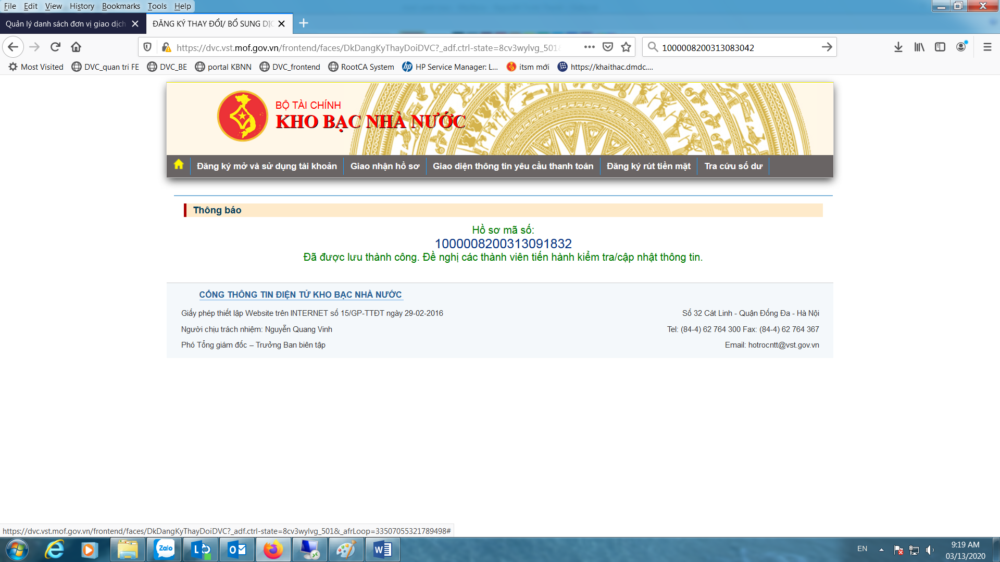 File Edit View History Bookmarks Tools Help
Quản lý danh sách đơn vị giao dịch
ĐĂNG KÝ THAY ĐỔI/ BỔ SUNG DỊC
https://dvc.vst.mof.gov.vn/frontend/faces/DkDangKyThayDoiDVC?_adf.ctrl-state=8cv3wylvg_501&
1000008200313083042
Most Visited DVC_quan tri FE DVC_BE portal KBNN DVC_frontend RootCA System HP Service Manager: L... itsm mới https://khaithac.dmdc....
BỘ TÀI CHÍNH
KHO BẠC NHÀ NƯỚC
Đăng ký mở và sử dụng tài khoản Giao nhận hồ sơ Giao diện thông tin yêu cầu thanh toán Đăng ký rút tiền mặt Tra cứu số dư
Thông báo
Hồ sơ mã số:
1000008200313091832
Đã được lưu thành công. Đề nghị các thành viên tiến hành kiểm tra/cập nhật thông tin.
CỔNG THÔNG TIN ĐIỆN TỬ KHO BẠC NHÀ NƯỚC
Giấy phép thiết lập Website trên INTERNET số 15/GP-TTĐT ngày 29-02-2016
Số 32 Cát Linh - Quận Đống Đa - Hà Nội
Người chịu trách nhiệm: Nguyễn Quang Vinh
Tel: (84-4) 62 764 300 Fax: (84-4) 62 764 367
Phó Tổng giám đốc – Trưởng Ban biên tập
Email: hotrocntt@vst.gov.vn
https://dvc.vst.mof.gov.vn/frontend/faces/DkDangKyThayDoiDVC?_adf.ctrl-state=8cv3wylvg_501&_afrLoop=33507055321789498#
Zalo
EN
9:19 AM
03/13/2020